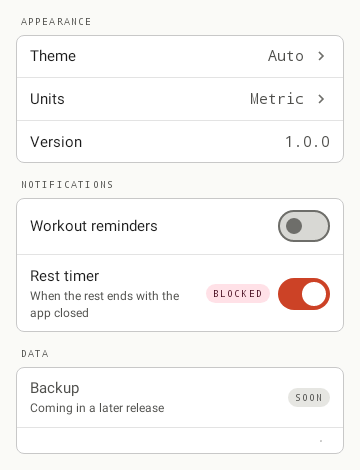 APPEARANCE
Theme Auto
Units Metric
Version 1.0.0
NOTIFICATIONS
Workout reminders
Rest timer
When the rest ends with the
app closed
BLOCKED
DATA
Backup
Coming in a later release
SOON